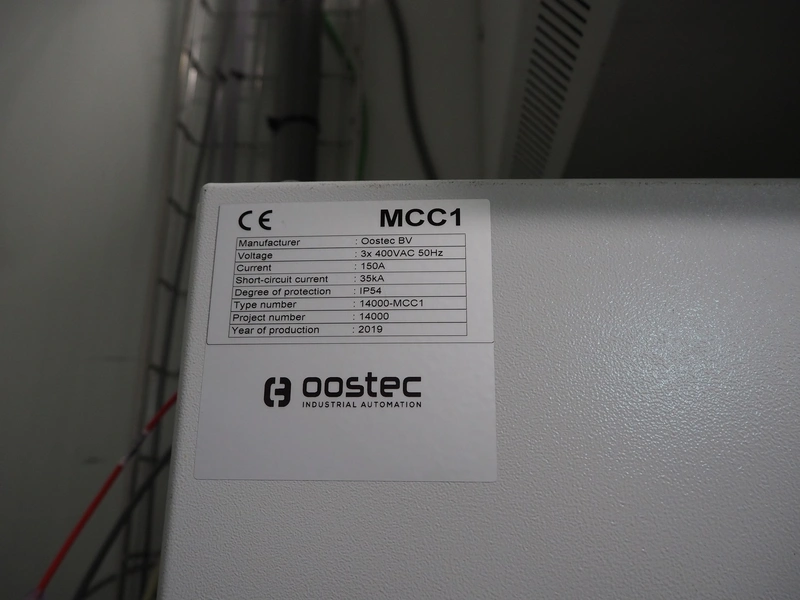 CE MCC1
Manufacturer : Oostec BV
Voltage : 3x 400VAC 50Hz
Current : 150A
Short-circuit current : 35kA
Degree of protection : IP54
Type number : 14000-MCC1
Project number : 14000
Year of production : 2019
oostec
INDUSTRIAL AUTOMATION